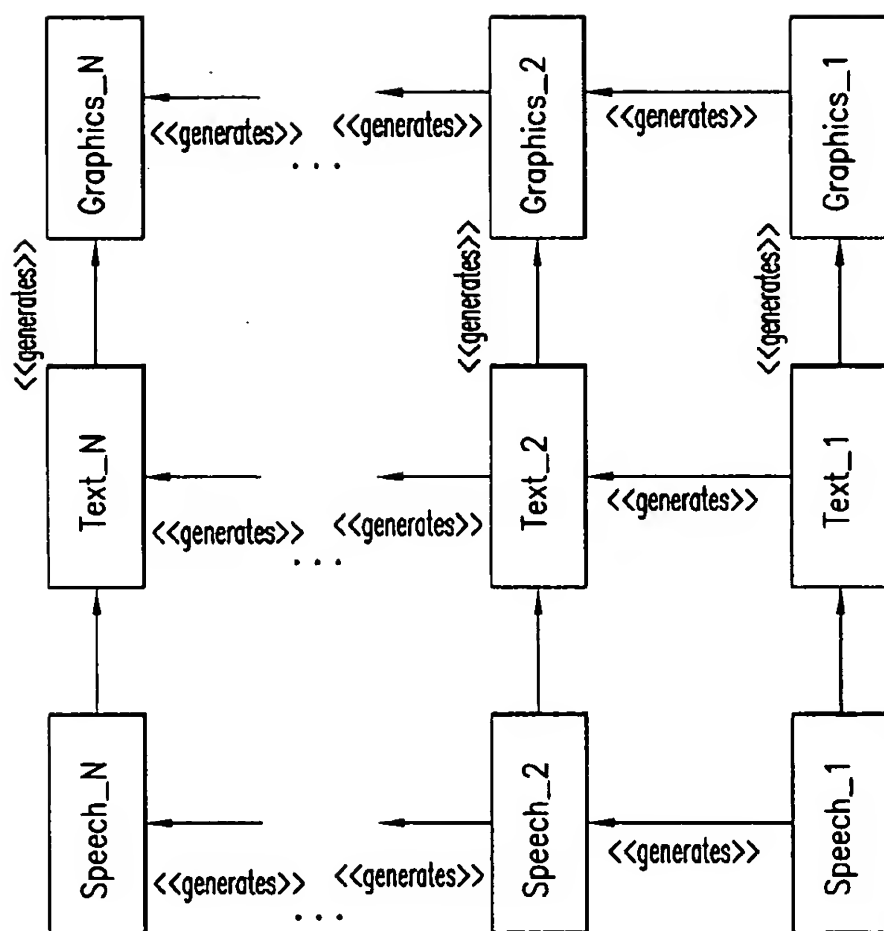 Graphics_N
<<generates>>
. . .
<<generates>>
Graphics_2
<<generates>>
Graphics_1
<<generates>>
<<generates>>
<<generates>>
Text_N
<<generates>>
. . .
<<generates>>
Text_2
<<generates>>
Text_1
Speech_N
<<generates>>
. . .
<<generates>>
Speech_2
<<generates>>
Speech_1